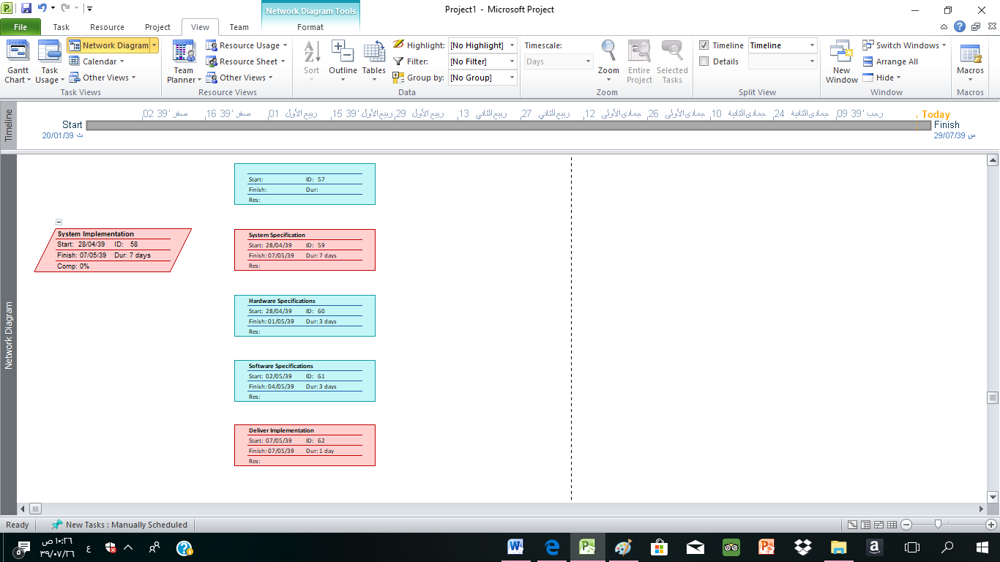 Network Diagram Tools
Project1 - Microsoft Project
File Task Resource Project View Team Format
Gantt Chart
Task Usage
Network Diagram
Calendar
Other Views
Task Views
Team Planner
Resource Usage
Resource Sheet
Other Views
Resource Views
Sort
Outline
Tables
Highlight: [No Highlight]
Filter: [No Filter]
Group by: [No Group]
Data
Timescale:
Days
Zoom
Entire Project
Selected Tasks
Zoom
Timeline Timeline
Details
Split View
New Window
Switch Windows
Arrange All
Hide
Window
Macros
Macros
Timeline
02 صفر '39
16 صفر '39
01 ربيع الأول
15 ربيع الأول '39
29 ربيع الأول
13 ربيع الثاني
27 ربيع الثاني
12 جمادى الأولى
26 جمادى الأولى
10 جمادى الثانية
24 جمادى الثانية
09 رجب '39
Today
Start
ث 20/01/39
Finish
س 29/07/39
Network Diagram
Start: ID: 57
Finish: Dur:
Res:
System Implementation
Start: 28/04/39 ID: 58
Finish: 07/05/39 Dur: 7 days
Comp: 0%
System Specification
Start: 28/04/39 ID: 59
Finish: 07/05/39 Dur: 7 days
Res:
Hardware Specifications
Start: 28/04/39 ID: 60
Finish: 01/05/39 Dur: 3 days
Res:
Software Specifications
Start: 02/05/39 ID: 61
Finish: 04/05/39 Dur: 3 days
Res:
Deliver Implementation
Start: 07/05/39 ID: 62
Finish: 07/05/39 Dur: 1 day
Res:
Ready
New Tasks : Manually Scheduled
١٠:٢٦ ص
٣٩/٠٧/٢٦
ع